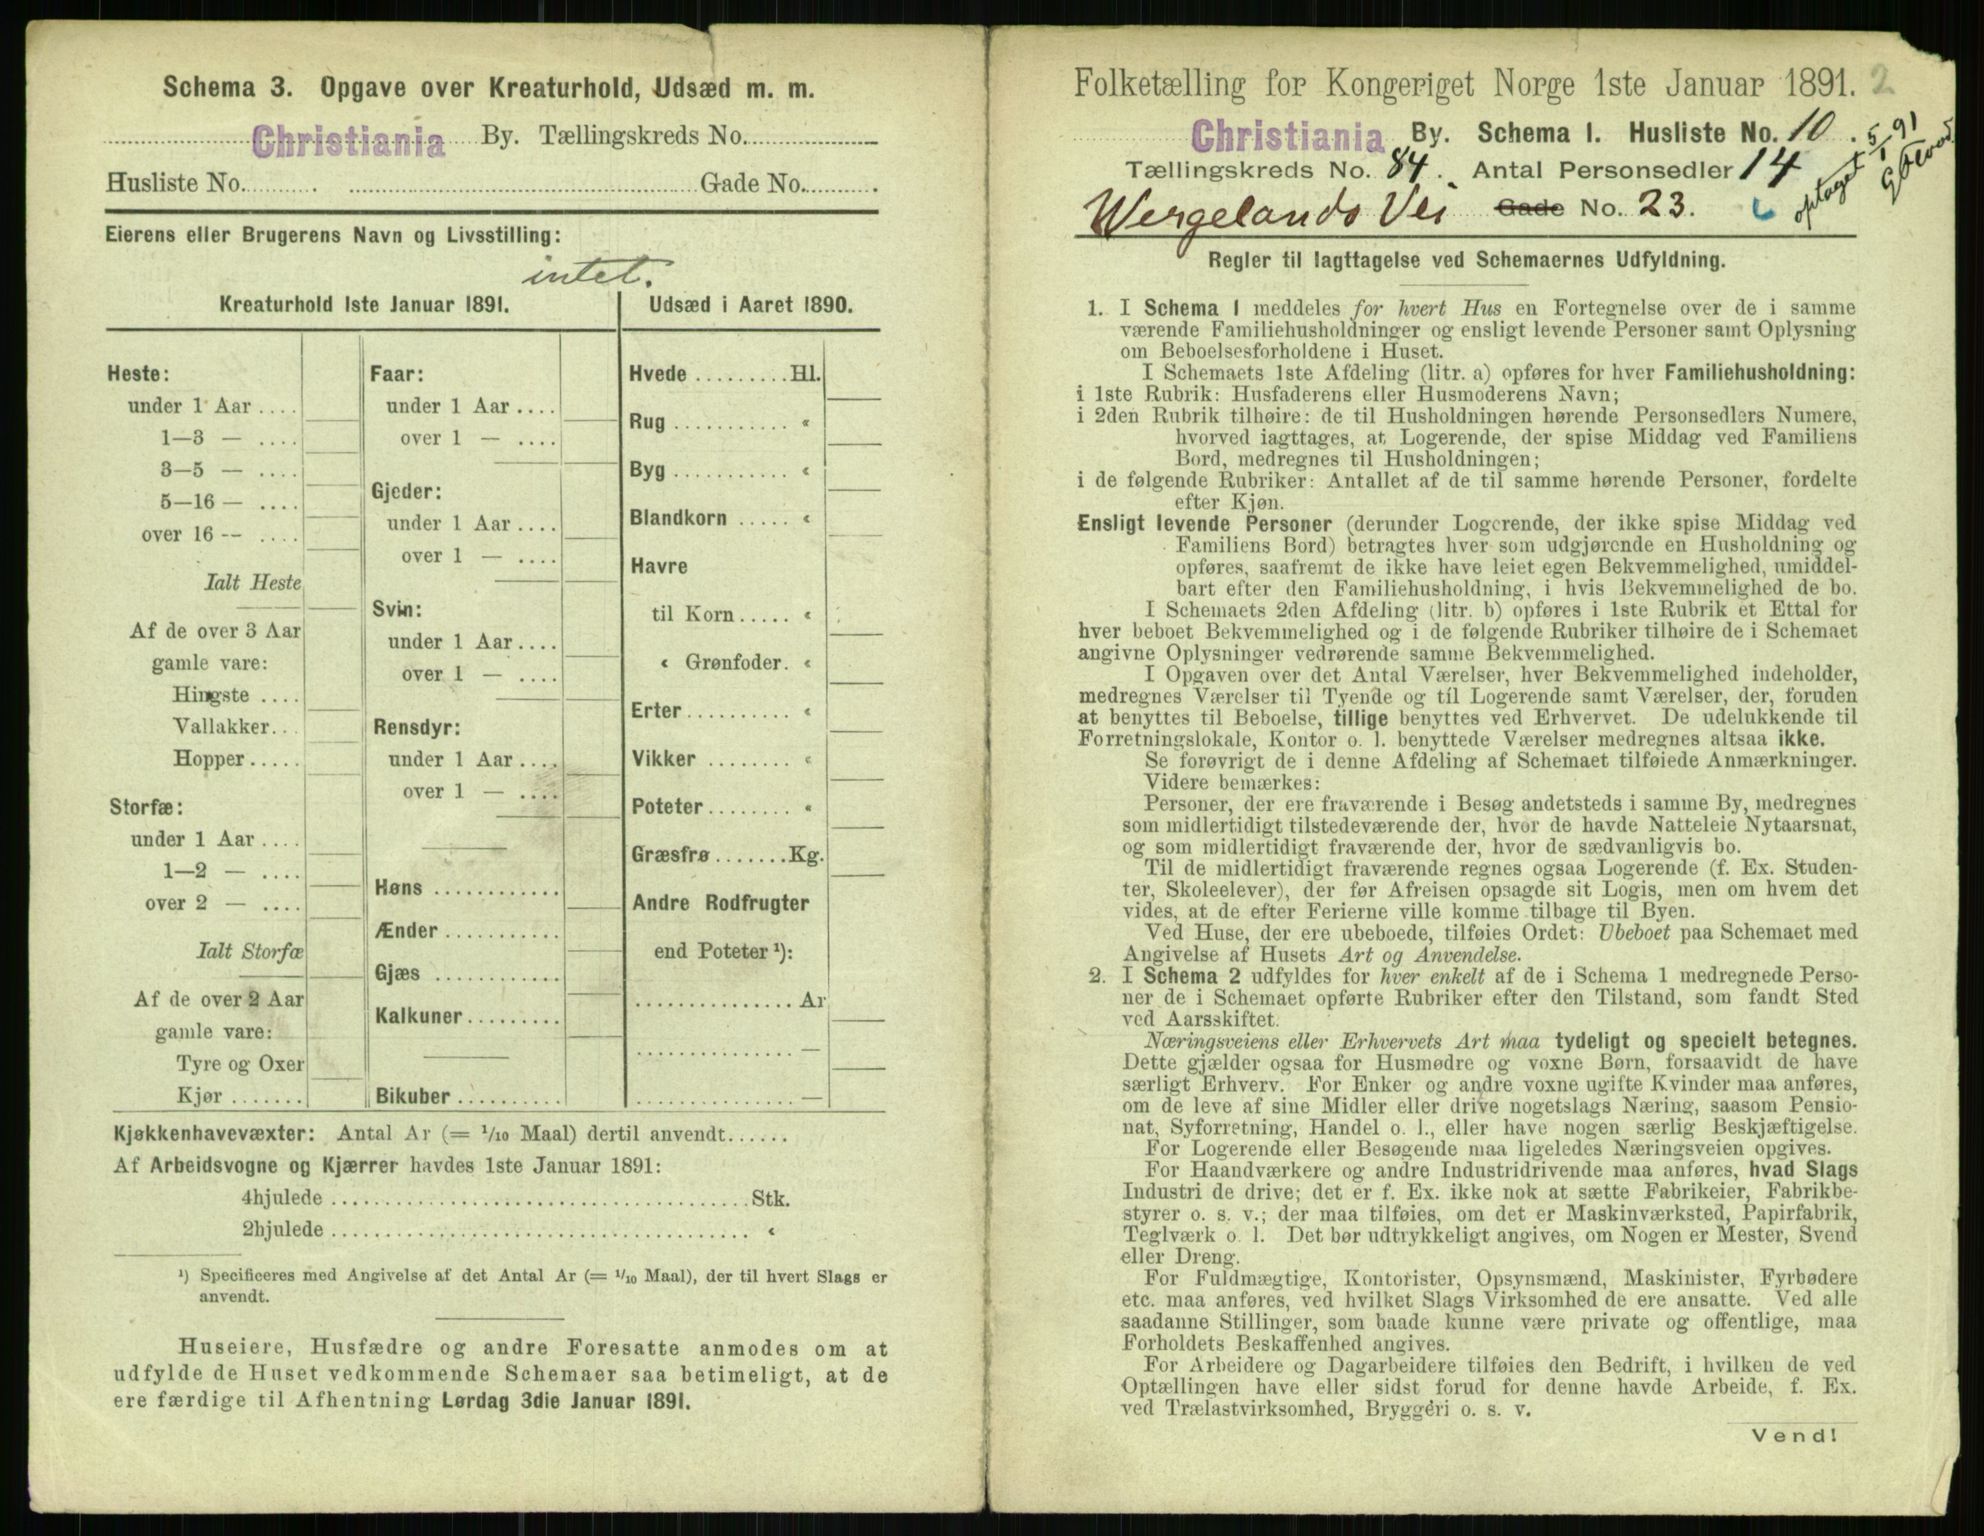 Schema 3. Opgave over Kreaturhold, Udsæd m. m.
Christiania By. Tællingskreds No.
Husliste No. Gade No.
Eierens eller Brugerens Navn og Livsstilling:
intet.
Kreaturhold 1ste Januar 1891.
Heste:
under 1 Aar ....
1—3 — ....
3—5 — ....
5—16 — ....
over 16 — ....
Ialt Heste
Af de over 3 Aar
gamle vare:
Hingste ....
Vallakker...
Hopper.....
Storfæ:
under 1 Aar ....
1—2 — ....
over 2 — ....
Ialt Storfæ
Af de over 2 Aar
gamle vare:
Tyre og Oxer
Kjør .......
Faar:
under 1 Aar ....
over 1 — ....
Gjeder:
under 1 Aar ....
over 1 — ....
Svin:
under 1 Aar....
over 1 — ....
Rensdyr:
under 1 Aar ....
over 1 — ....
Høns ............
Ænder ...........
Gjæs ............
Kalkuner.........
Bikuber ..........
Udsæd i Aaret 1890.
Hvede .........Hl.
Rug ........... «
Byg ........... «
Blandkorn ..... «
Havre
til Korn..... «
« Grønfoder. «
Erter.......... «
Vikker ........ «
Poteter........ «
Græsfrø.......Kg.
Andre Rodfrugter
end Poteter ¹):
...............Ar
............... —
............... —
Kjøkkenhavevæxter: Antal Ar (= 1/10 Maal) dertil anvendt......
Af Arbeidsvogne og Kjærrer havdes 1ste Januar 1891:
4hjulede ......................................Stk.
2hjulede ...................................... «
¹) Specificeres med Angivelse af det Antal Ar (= 1/10 Maal), der til hvert Slags er
anvendt.
Huseiere, Husfædre og andre Foresatte anmodes om at
udfylde de Huset vedkommende Schemaer saa betimeligt, at de
ere færdige til Afhentning Lørdag 3die Januar 1891.
Folketælling for Kongeriget Norge 1ste Januar 1891. 2
Christiania By. Schema 1. Husliste No. 10.
Tællingskreds No. 84. Antal Personsedler 14
optaget 5/1 91
Wergelands Vei Gade No. 23.
Regler til Iagttagelse ved Schemaernes Udfyldning.
1. I Schema 1 meddeles for hvert Hus en Fortegnelse over de i samme
værende Familiehusholdninger og ensligt levende Personer samt Oplysning
om Beboelsesforholdene i Huset.
I Schemaets 1ste Afdeling (litr. a) opføres for hver Familiehusholdning:
i 1ste Rubrik: Husfaderens eller Husmoderens Navn;
i 2den Rubrik tilhøire: de til Husholdningen hørende Personsedlers Numere,
hvorved iagttages, at Logerende, der spise Middag ved Familiens
Bord, medregnes til Husholdningen;
i de følgende Rubriker: Antallet af de til samme hørende Personer, fordelte
efter Kjøn.
Ensligt levende Personer (derunder Logerende, der ikke spise Middag ved
Familiens Bord) betragtes hver som udgjørende en Husholdning og
opføres, saafremt de ikke have leiet egen Bekvemmelighed, umiddel-
bart efter den Familiehusholdning, i hvis Bekvemmelighed de bo.
I Schemaets 2den Afdeling (litr. b) opføres i 1ste Rubrik et Ettal for
hver beboet Bekvemmelighed og i de følgende Rubriker tilhøire de i Schemaet
angivne Oplysninger vedrørende samme Bekvemmelighed.
I Opgaven over det Antal Værelser, hver Bekvemmelighed indeholder,
medregnes Værelser til Tyende og til Logerende samt Værelser, der, foruden
at benyttes til Beboelse, tillige benyttes ved Erhvervet. De udelukkende til
Forretningslokale, Kontor o. l. benyttede Værelser medregnes altsaa ikke.
Se forøvrigt de i denne Afdeling af Schemaet tilføiede Anmærkninger.
Videre bemærkes:
Personer, der ere fraværende i Besøg andetsteds i samme By, medregnes
som midlertidigt tilstedeværende der, hvor de havde Natteleie Nytaarsnat,
og som midlertidigt fraværende der, hvor de sædvanligvis bo.
Til de midlertidigt fraværende regnes ogsaa Logerende (f. Ex. Studen-
ter, Skoleelever), der før Afreisen opsagde sit Logis, men om hvem det
vides, at de efter Ferierne ville komme tilbage til Byen.
Ved Huse, der ere ubeboede, tilføies Ordet: Ubeboet paa Schemaet med
Angivelse af Husets Art og Anvendelse.
2. I Schema 2 udfyldes for hver enkelt af de i Schema 1 medregnede Perso-
ner de i Schemaet opførte Rubriker efter den Tilstand, som fandt Sted
ved Aarsskiftet.
Næringsveiens eller Erhvervets Art maa tydeligt og specielt betegnes.
Dette gjælder ogsaa for Husmødre og voxne Børn, forsaavidt de have
særligt Erhverv. For Enker og andre voxne ugifte Kvinder maa anføres,
om de leve af sine Midler eller drive nogetslags Næring, saasom Pensio-
nat, Syforretning, Handel o. l., eller have nogen særlig Beskjæftigelse.
For Logerende eller Besøgende maa ligeledes Næringsveien opgives.
For Haandværkere og andre Industridrivende maa anføres, hvad Slags
Industri de drive; det er f. Ex. ikke nok at sætte Fabrikeier, Fabrikbe-
styrer o. s. v.; der maa tilføies, om det er Maskinværksted, Papirfabrik,
Teglværk o. l. Det bør udtrykkeligt angives, om Nogen er Mester, Svend
eller Dreng.
For Fuldmægtige, Kontorister, Opsynsmænd, Maskinister, Fyrbødere
etc. maa anføres, ved hvilket Slags Virksomhed de ere ansatte. Ved alle
saadanne Stillinger, som baade kunne være private og offentlige, maa
Forholdets Beskaffenhed angives.
For Arbeidere og Dagarbeidere tilføies den Bedrift, i hvilken de ved
Optællingen have eller sidst forud for denne havde Arbeide, f. Ex.
ved Trælastvirksomhed, Bryggeri o. s. v.
Vend!